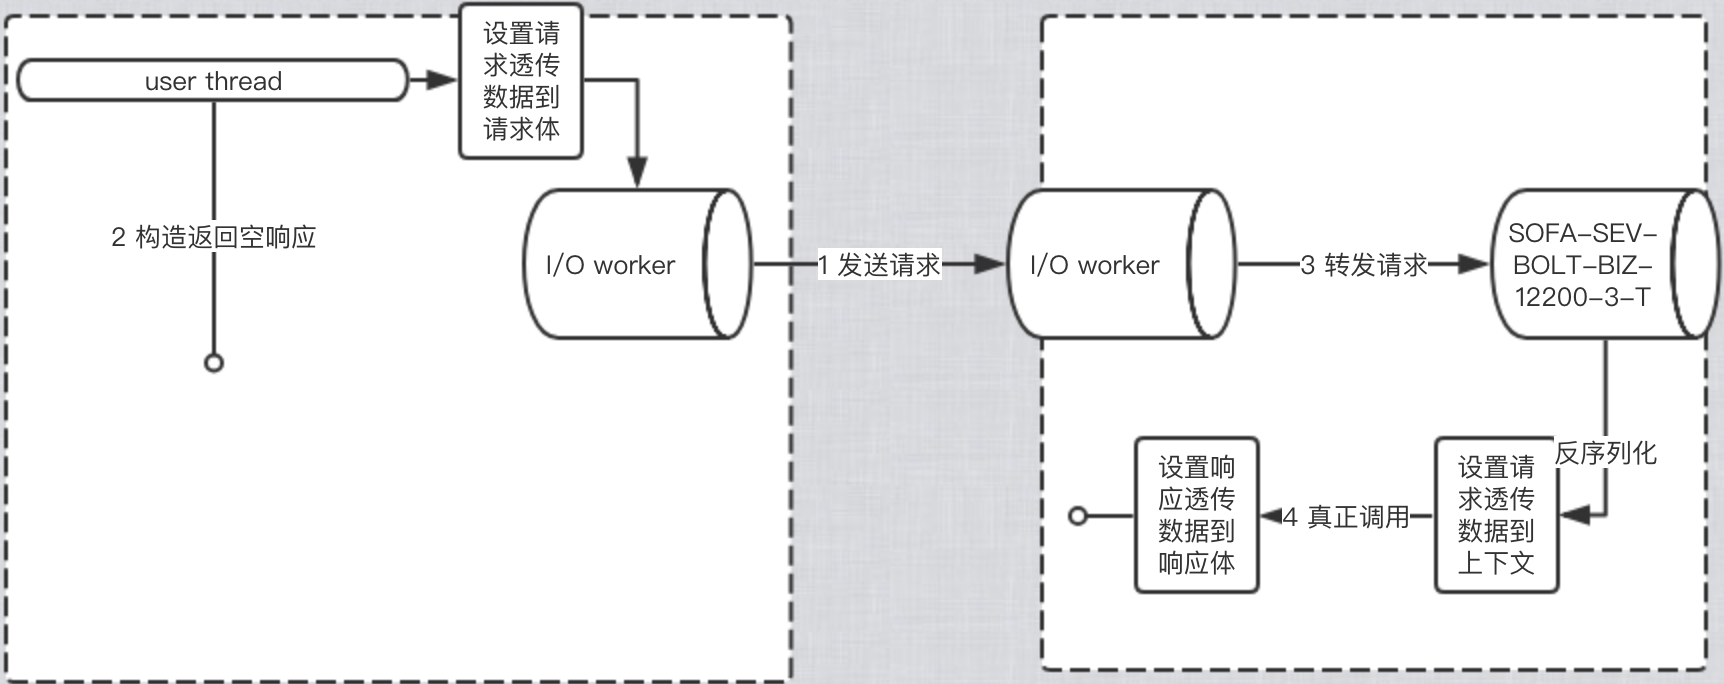 设置请
求透传
数据到
请求体
user thread
2 构造返回空响应
I/O worker
1 发送请求
I/O worker
3 转发请求
SOFA-SEV-
BOLT-BIZ-
12200-3-T
反序列化
设置响
应透传
数据到
响应体
4 真正调用
设置请
求透传
数据到
上下文